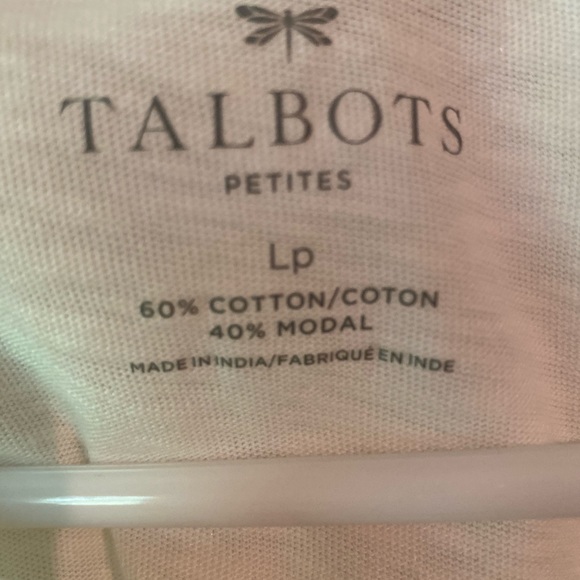 TALBOTS
PETITES
Lp
60% COTTON/COTON
40% MODAL
MADE IN INDIA/FABRIQUÉ EN INDE